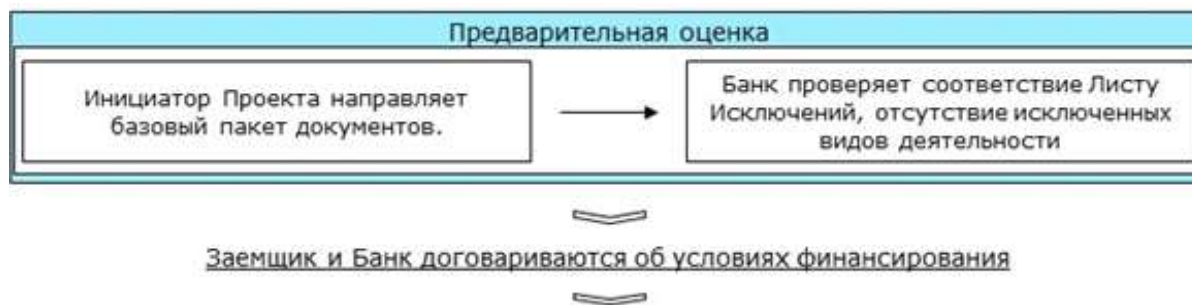 Предварительная оценка
Инициатор Проекта направляет
базовый пакет документов.
Банк проверяет соответствие Листу
Исключений, отсутствие исключенных
видов деятельности
Заемщик и Банк договариваются об условиях финансирования